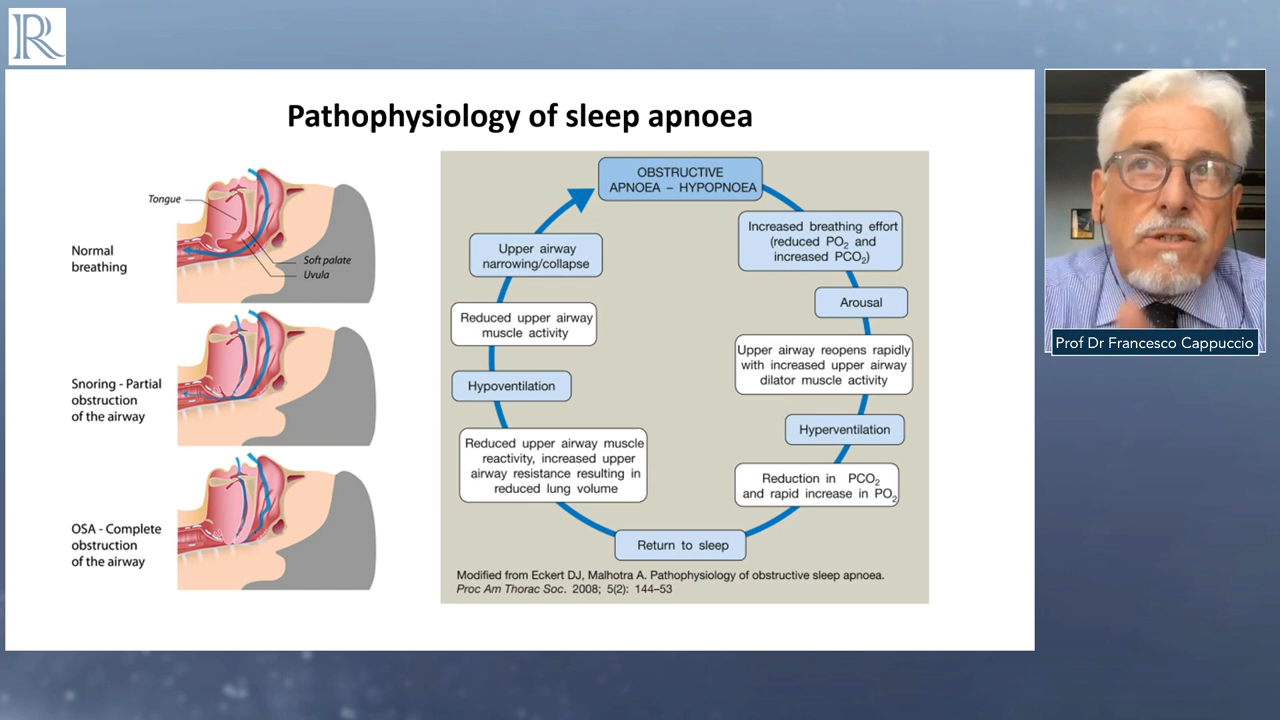 R
Pathophysiology of sleep apnoea
Tongue
Normal
breathing
Soft palate
Uvula
Snoring - Partial
obstruction
of the airway
OSA - Complete
obstruction
of the airway
OBSTRUCTIVE
APNOEA – HYPOPNOEA
Increased breathing effort
(reduced PO₂ and
increased PCO₂)
Arousal
Upper airway reopens rapidly
with increased upper airway
dilator muscle activity
Hyperventilation
Reduction in PCO₂
and rapid increase in PO₂
Return to sleep
Reduced upper airway muscle
reactivity, increased upper
airway resistance resulting in
reduced lung volume
Hypoventilation
Reduced upper airway
muscle activity
Upper airway
narrowing/collapse
Modified from Eckert DJ, Malhotra A. Pathophysiology of obstructive sleep apnoea.
Proc Am Thorac Soc. 2008; 5(2): 144–53
Prof Dr Francesco Cappuccio